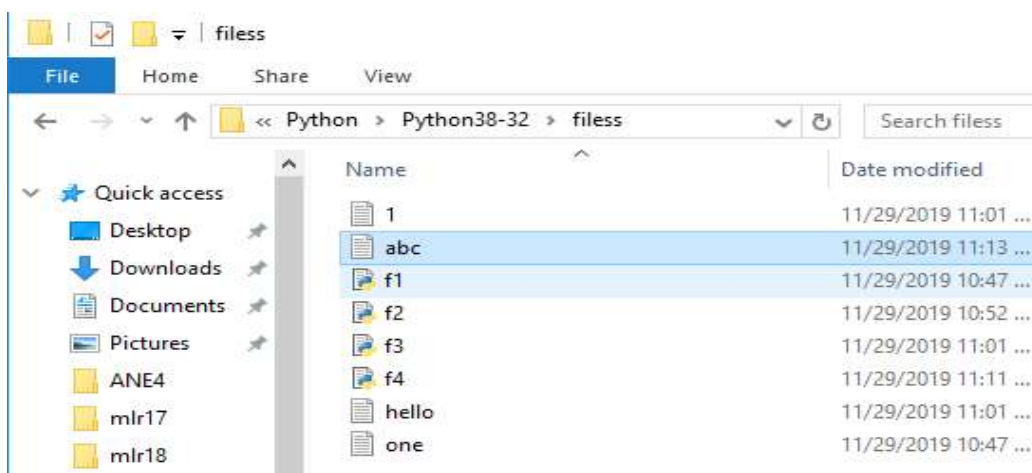 filess
File Home Share View
« Python › Python38-32 › filess Search filess
Name Date modified
Quick access
Desktop
Downloads
Documents
Pictures
ANE4
mlr17
mlr18
1 11/29/2019 11:01 ...
abc 11/29/2019 11:13 ...
f1 11/29/2019 10:47 ...
f2 11/29/2019 10:52 ...
f3 11/29/2019 11:01 ...
f4 11/29/2019 11:11 ...
hello 11/29/2019 11:01 ...
one 11/29/2019 10:47 ...